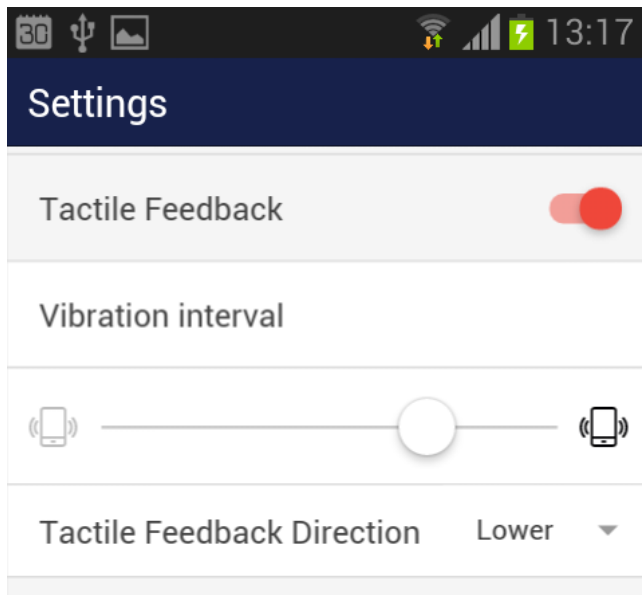 30 13:17
Settings
Tactile Feedback
Vibration interval
Tactile Feedback Direction Lower